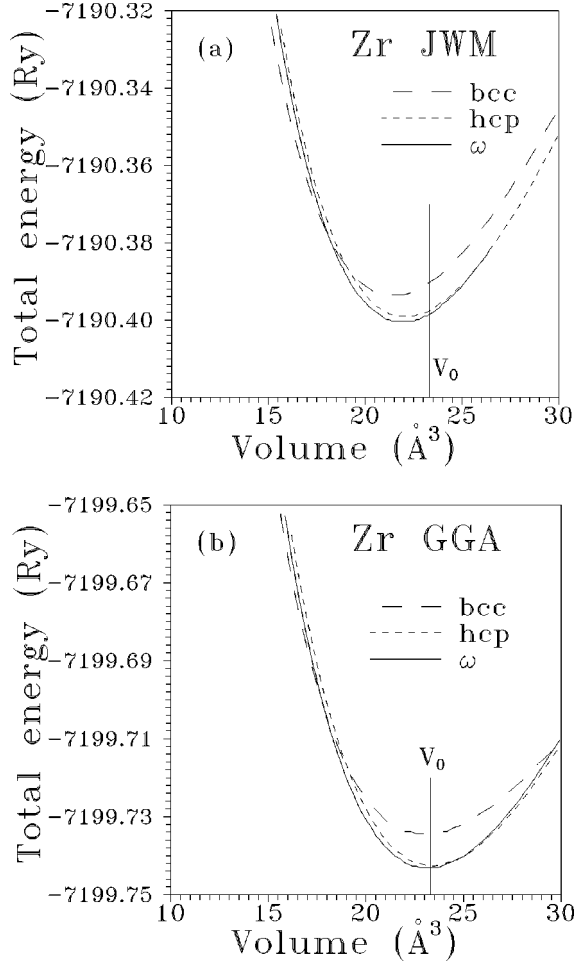 (a)
Zr JWM
bcc
hcp
ω
V0
Total energy (Ry)
-7190.32
-7190.34
-7190.36
-7190.38
-7190.40
-7190.42
10 15 20 25 30
Volume (Å³)
(b)
Zr GGA
bcc
hcp
ω
V0
Total energy (Ry)
-7199.65
-7199.67
-7199.69
-7199.71
-7199.73
-7199.75
10 15 20 25 30
Volume (Å³)